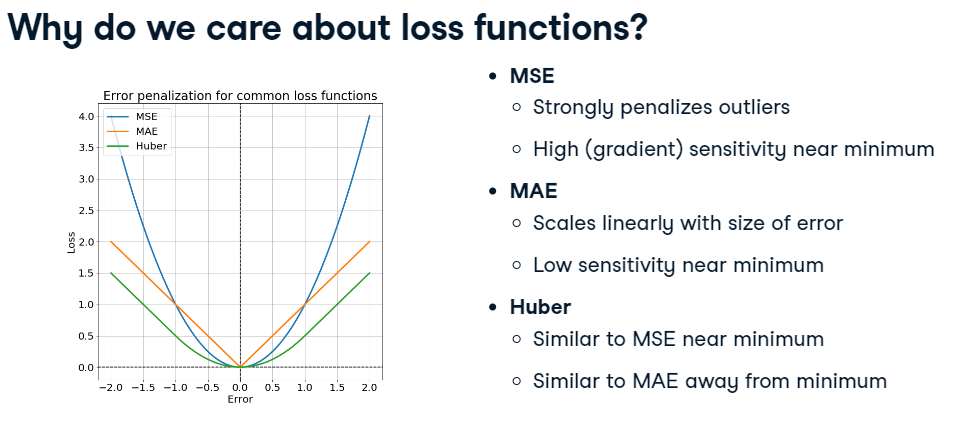 Why do we care about loss functions?
Error penalization for common loss functions
MSE
MAE
Huber
4.0
3.5
3.0
2.5
2.0
1.5
1.0
0.5
0.0
Loss
−2.0 −1.5 −1.0 −0.5 0.0 0.5 1.0 1.5 2.0
Error
• MSE
○ Strongly penalizes outliers
○ High (gradient) sensitivity near minimum
• MAE
○ Scales linearly with size of error
○ Low sensitivity near minimum
• Huber
○ Similar to MSE near minimum
○ Similar to MAE away from minimum